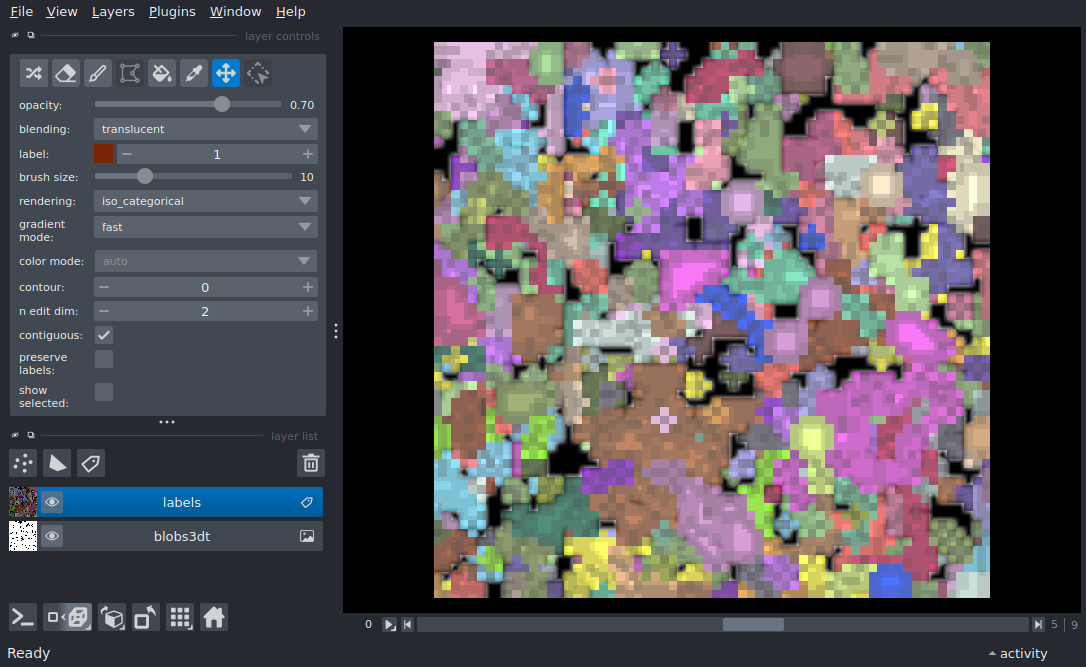 File View Layers Plugins Window Help
layer controls
opacity: 0.70
blending: translucent
label: 1
brush size: 10
rendering: iso_categorical
gradient
mode: fast
color mode: auto
contour: 0
n edit dim: 2
contiguous:
preserve
labels:
show
selected:
layer list
labels
blobs3dt
0 5 | 9
Ready activity